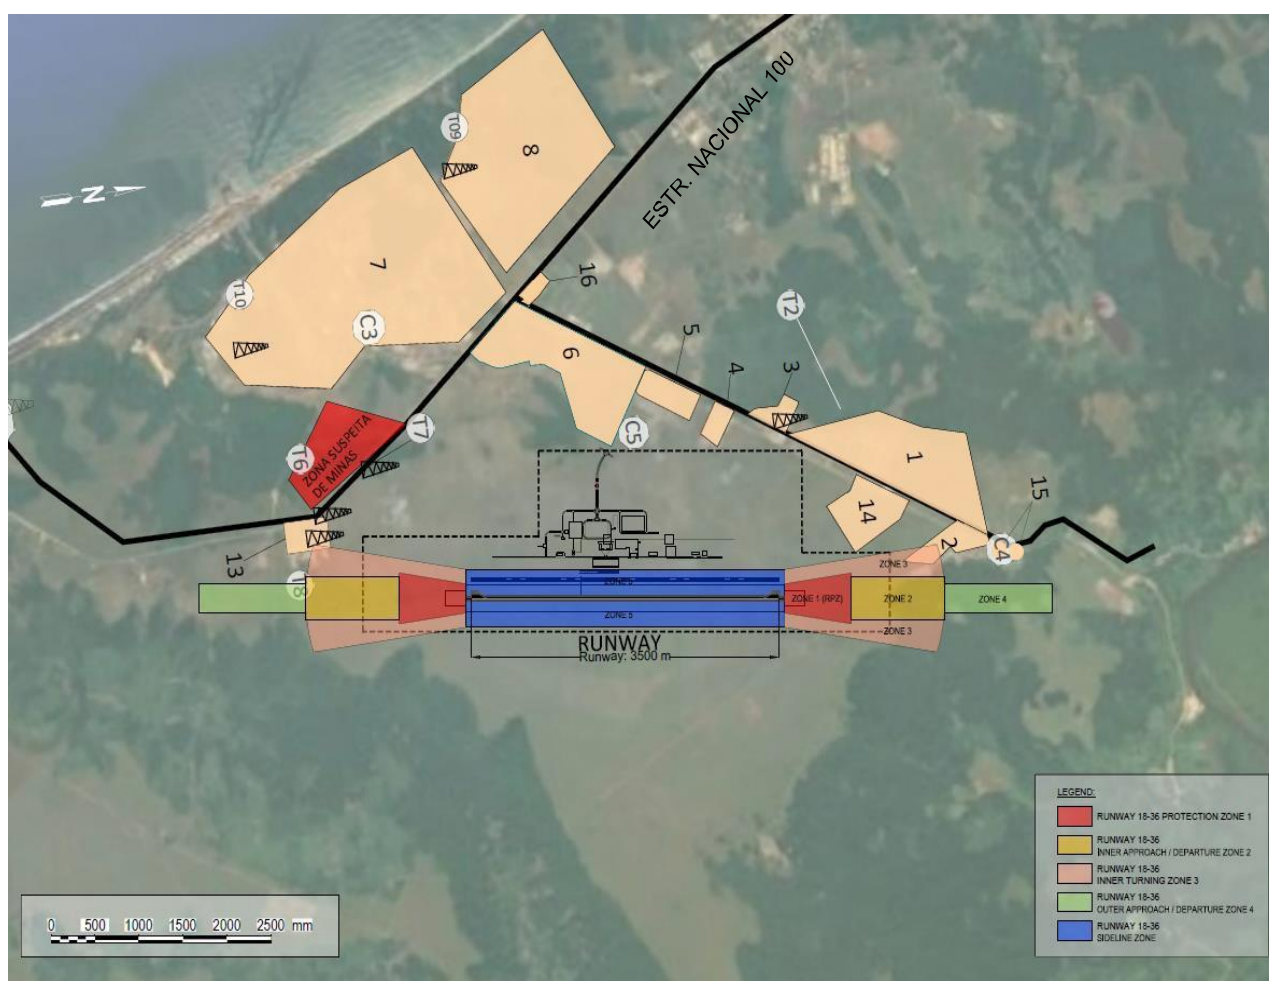 ESTR. NACIONAL 100
T09
8
N
7
16
T10
C3
T2
5
6
4
3
C5
T7
1
ZONA SUSPEITA
DE MINAS
T6
15
14
2
C4
13
T8
ZONE 3
ZONE 5
ZONE 1 (RPZ)
ZONE 2
ZONE 4
ZONE 5
ZONE 3
RUNWAY
Runway: 3500 m
LEGEND:
RUNWAY 18-36 PROTECTION ZONE 1
RUNWAY 18-36
INNER APPROACH / DEPARTURE ZONE 2
RUNWAY 18-36
INNER TURNING ZONE 3
RUNWAY 18-36
OUTER APPROACH / DEPARTURE ZONE 4
RUNWAY 18-36
SIDELINE ZONE
0 500 1000 1500 2000 2500 mm